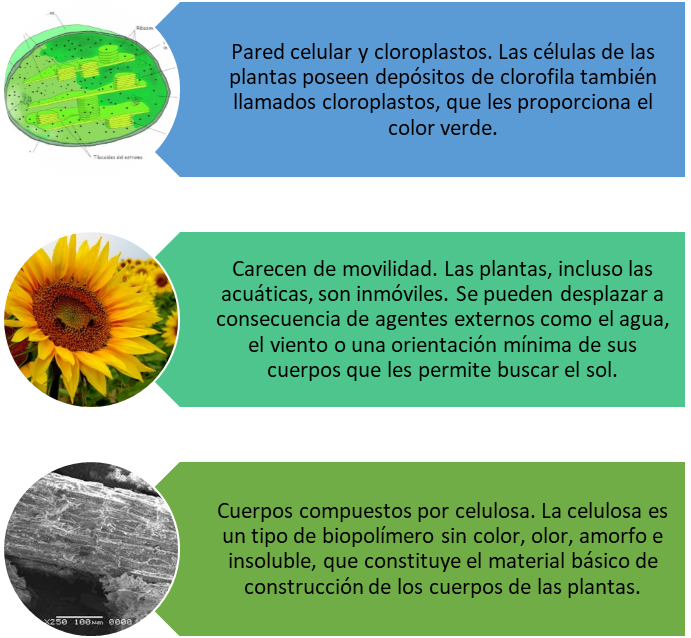 Ribosoma
Pared celular y cloroplastos. Las células de las
plantas poseen depósitos de clorofila también
llamados cloroplastos, que les proporciona el
color verde.
Tilacoides del estroma
Carecen de movilidad. Las plantas, incluso las
acuáticas, son inmóviles. Se pueden desplazar a
consecuencia de agentes externos como el agua,
el viento o una orientación mínima de sus
cuerpos que les permite buscar el sol.
Cuerpos compuestos por celulosa. La celulosa es
un tipo de biopolímero sin color, olor, amorfo e
insoluble, que constituye el material básico de
construcción de los cuerpos de las plantas.
X250 100µm 0000